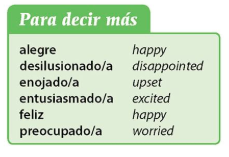 Para decir más
alegre happy
desilusionado/a disappointed
enojado/a upset
entusiasmado/a excited
feliz happy
preocupado/a worried